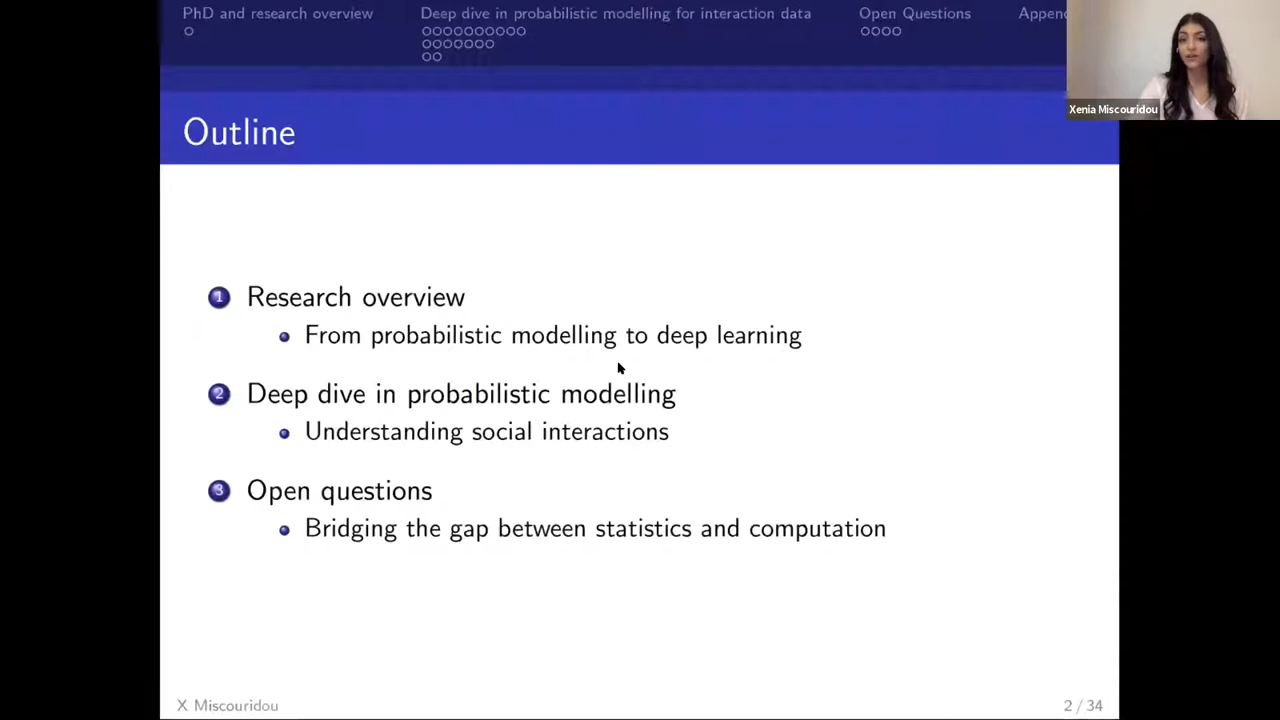 PhD and research overview
Deep dive in probabilistic modelling for interaction data
Open Questions
Appen
Xenia Miscouridou
Outline
1 Research overview
From probabilistic modelling to deep learning
2 Deep dive in probabilistic modelling
Understanding social interactions
3 Open questions
Bridging the gap between statistics and computation
X Miscouridou
2 / 34